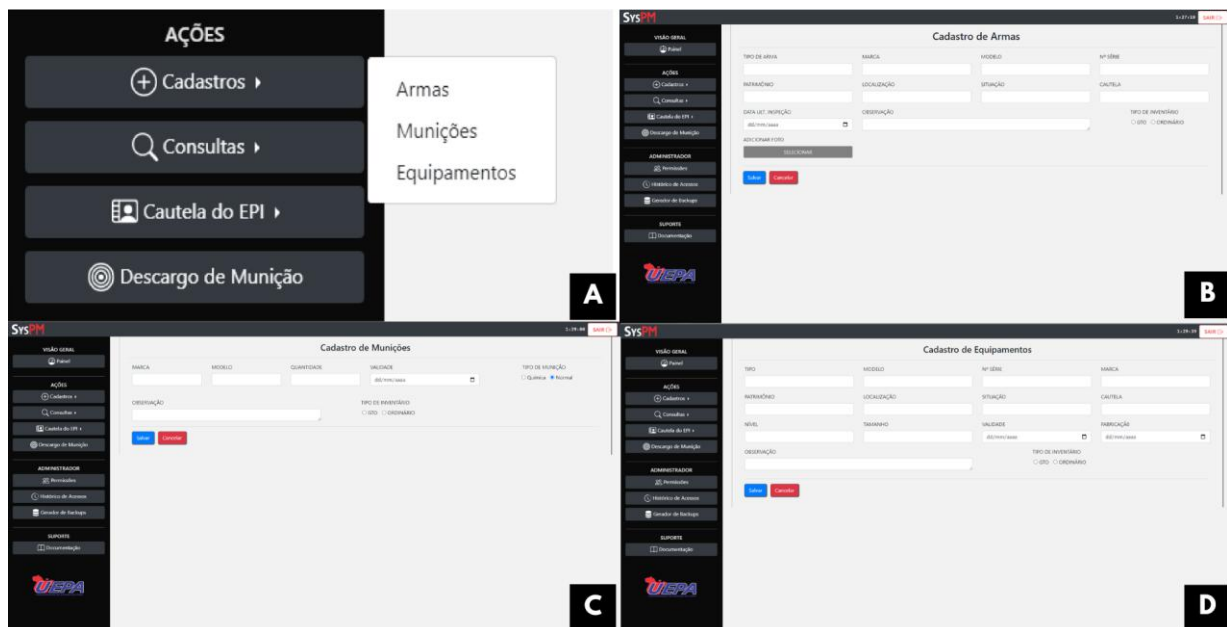 AÇÕES
Cadastros
Consultas
Cautela do EPI
Descargo de Munição
Armas
Munições
Equipamentos
A
SysPM
1:37:10 SAIR
VISÃO GERAL
Painel
AÇÕES
Cadastros
Consultas
Cautela do EPI
Descargo de Munição
ADMINISTRADOR
Permissões
Histórico de Acessos
Gerador de Backups
SUPORTE
Documentação
UEPA
Cadastro de Armas
TIPO DE ARMA MARCA MODELO Nº SÉRIE
PATRIMÔNIO LOCALIZAÇÃO SITUAÇÃO CAUTELA
DATA ULT. INSPEÇÃO OBSERVAÇÃO TIPO DE INVENTÁRIO
dd/mm/aaaa GTO ORDINÁRIO
ADICIONAR FOTO
SELECIONAR
Salvar Cancelar
B
SysPM
SAIR
VISÃO GERAL
Painel
AÇÕES
Cadastros
Consultas
Cautela do EPI
Descargo de Munição
ADMINISTRADOR
Permissões
Histórico de Acessos
Gerador de Backups
SUPORTE
Documentação
UEPA
Cadastro de Munições
MARCA MODELO QUANTIDADE VALIDADE TIPO DE MUNIÇÃO
dd/mm/aaaa Química Normal
OBSERVAÇÃO TIPO DE INVENTÁRIO
GTO ORDINÁRIO
Salvar Cancelar
C
SysPM
SAIR
VISÃO GERAL
Painel
AÇÕES
Cadastros
Consultas
Cautela do EPI
Descargo de Munição
ADMINISTRADOR
Permissões
Histórico de Acessos
Gerador de Backups
SUPORTE
Documentação
UEPA
Cadastro de Equipamentos
TIPO MODELO Nº SÉRIE MARCA
PATRIMÔNIO LOCALIZAÇÃO SITUAÇÃO CAUTELA
NÍVEL TAMANHO VALIDADE FABRICAÇÃO
dd/mm/aaaa dd/mm/aaaa
OBSERVAÇÃO TIPO DE INVENTÁRIO
GTO ORDINÁRIO
Salvar Cancelar
D